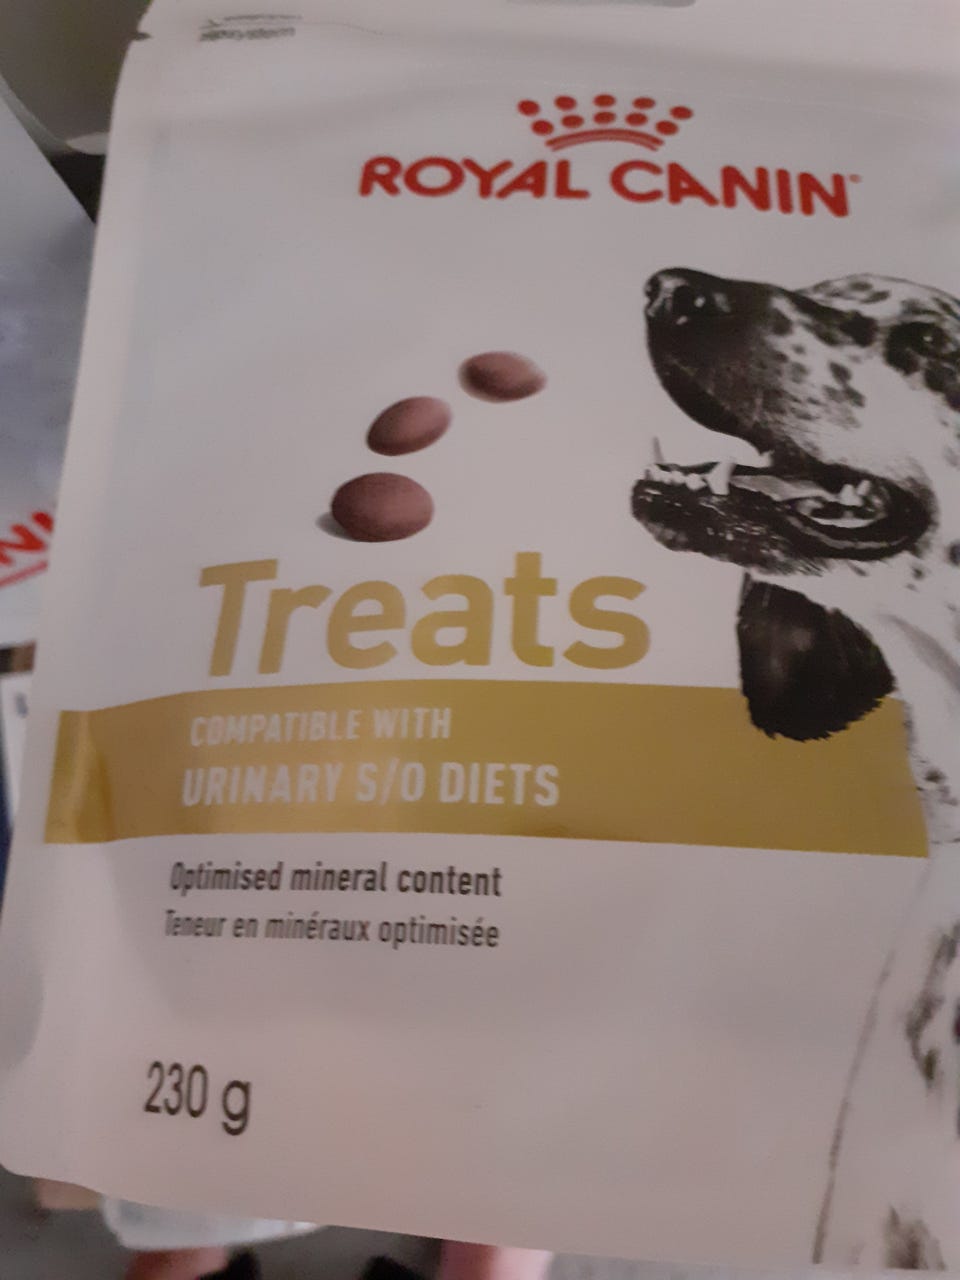 ROYAL CANIN
Treats
COMPATIBLE WITH
URINARY S/O DIETS
Optimised mineral content
Teneur en minéraux optimisée
230 g